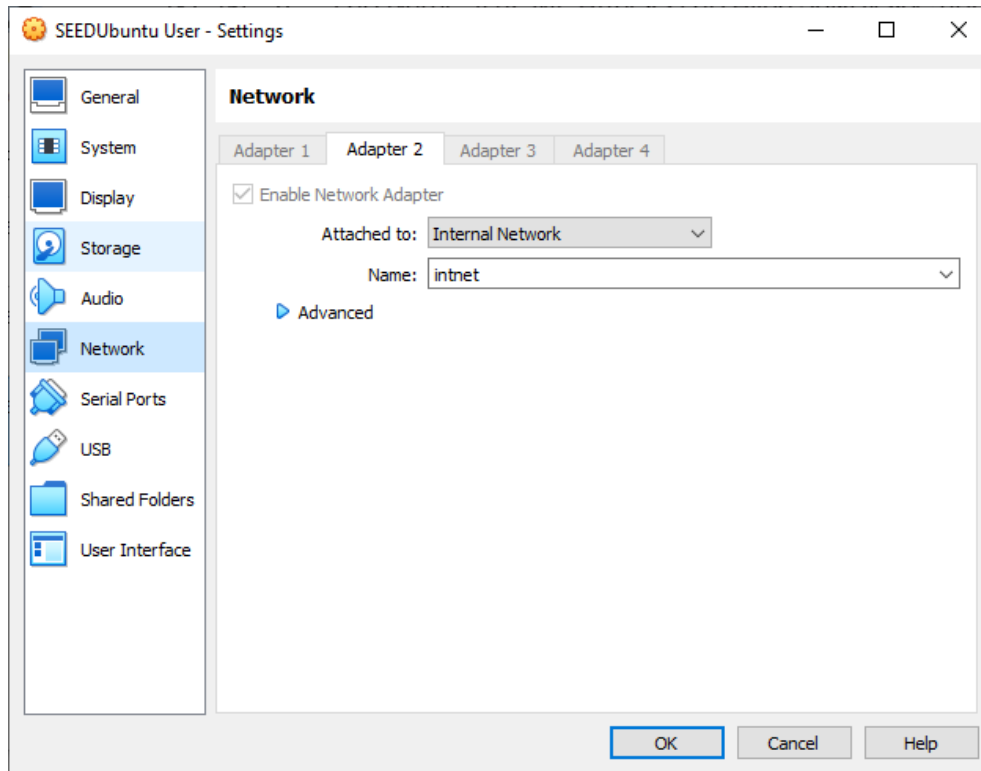 SEEDUbuntu User - Settings
General
System
Display
Storage
Audio
Network
Serial Ports
USB
Shared Folders
User Interface
Network
Adapter 1 Adapter 2 Adapter 3 Adapter 4
Enable Network Adapter
Attached to: Internal Network
Name: intnet
Advanced
OK Cancel Help